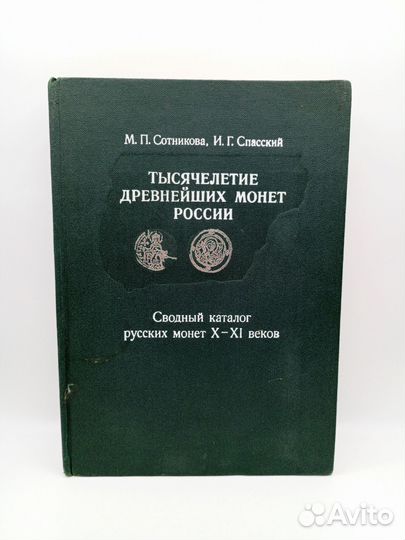 М. П. Сотникова, И. Г. Спасский
ТЫСЯЧЕЛЕТИЕ
ДРЕВНЕЙШИХ МОНЕТ
РОССИИ
Сводный каталог
русских монет X–XI веков
Avito